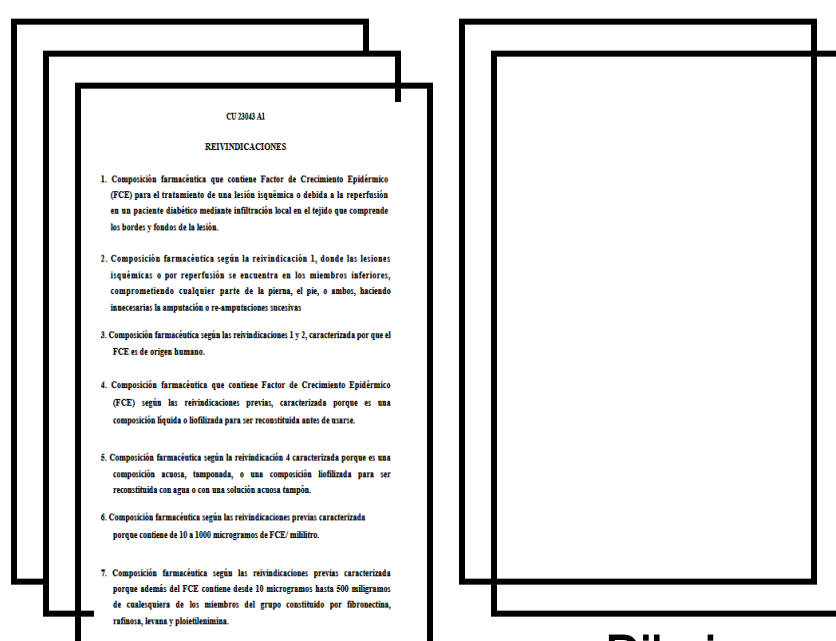 CU 23043 A1
REIVINDICACIONES
1. Composición farmacéutica que contiene Factor de Crecimiento Epidérmico
(FCE) para el tratamiento de una lesión isquémica o debida a la reperfusión
en un paciente diabético mediante infiltración local en el tejido que comprende
los bordes y fondos de la lesión.
2. Composición farmacéutica según la reivindicación 1, donde las lesiones
isquémicas o por reperfusión se encuentra en los miembros inferiores,
comprometiendo cualquier parte de la pierna, el pie, o ambos, haciendo
innecesarias la amputación o re-amputaciones sucesivas
3. Composición farmacéutica según las reivindicaciones 1 y 2, caracterizada por que el
FCE es de origen humano.
4. Composición farmacéutica que contiene Factor de Crecimiento Epidérmico
(FCE) según las reivindicaciones previas, caracterizada porque es una
composición líquida o liofilizada para ser reconstituida antes de usarse.
5. Composición farmacéutica según la reivindicación 4 caracterizada porque es una
composición acuosa, tamponada, o una composición liofilizada para ser
reconstituida con agua o con una solución acuosa tampón.
6. Composición farmacéutica según las reivindicaciones previas caracterizada
porque contiene de 10 a 1000 microgramos de FCE/ mililitro.
7. Composición farmacéutica según las reivindicaciones previas caracterizada
porque además del FCE contiene desde 10 microgramos hasta 500 miligramos
de cualesquiera de los miembros del grupo constituido por fibronectina,
rafinosa, levana y ploietilenimina.